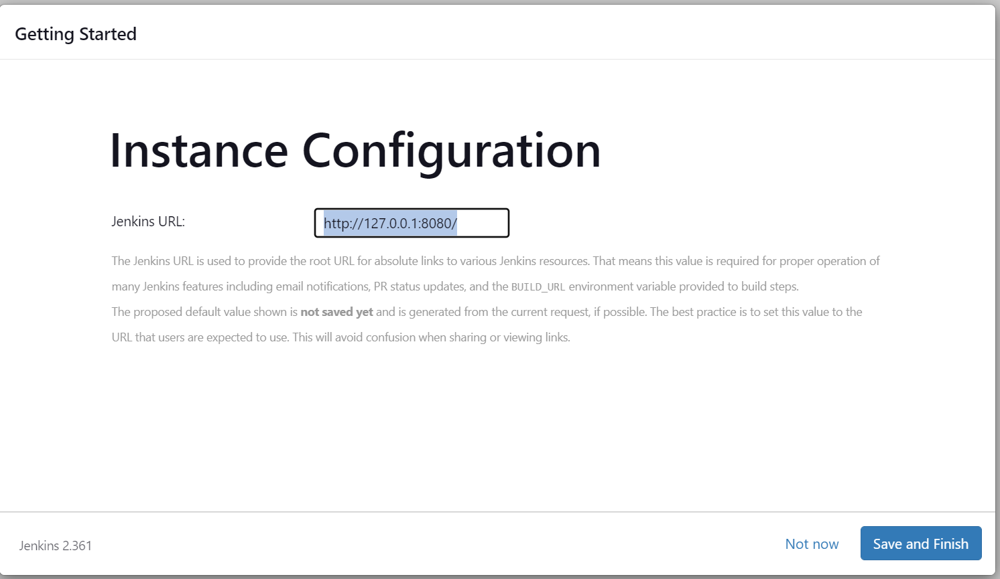 Getting Started
Instance Configuration
Jenkins URL:
http://127.0.0.1:8080/
The Jenkins URL is used to provide the root URL for absolute links to various Jenkins resources. That means this value is required for proper operation of
many Jenkins features including email notifications, PR status updates, and the BUILD_URL environment variable provided to build steps.
The proposed default value shown is not saved yet and is generated from the current request, if possible. The best practice is to set this value to the
URL that users are expected to use. This will avoid confusion when sharing or viewing links.
Jenkins 2.361
Not now
Save and Finish